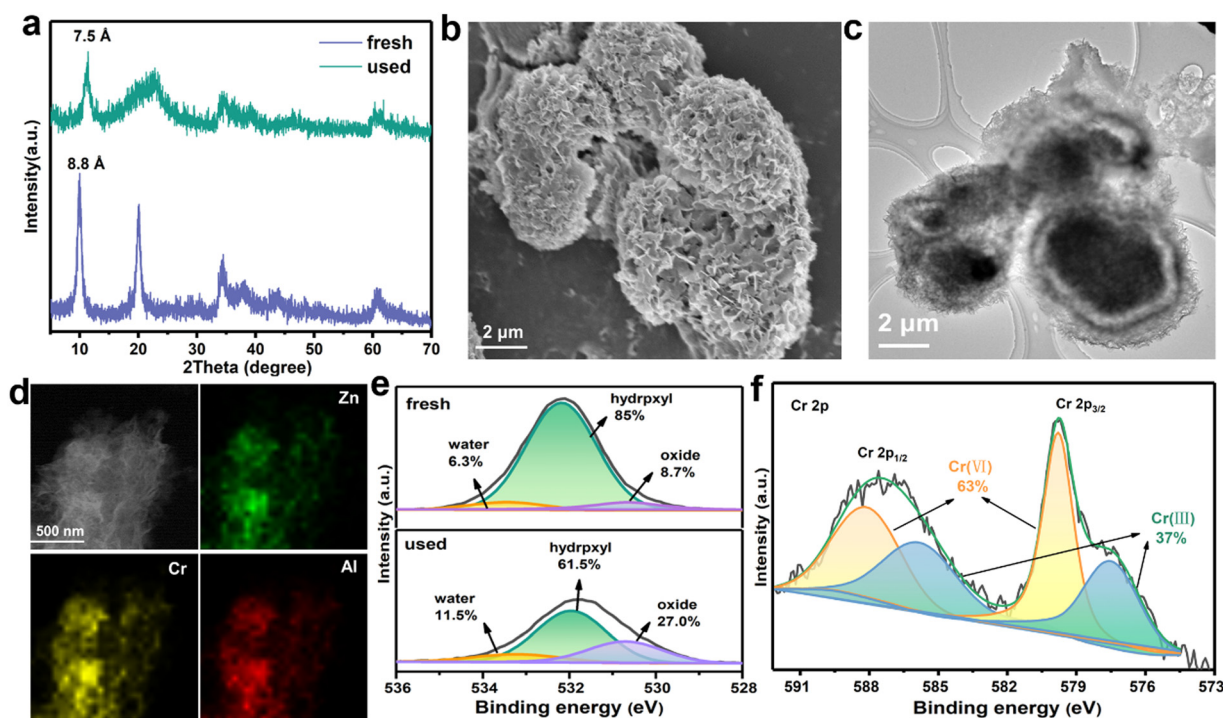 a
7.5 Å
fresh
used
8.8 Å
Intensity(a.u.)
10 20 30 40 50 60 70
2Theta (degree)
b
2 μm
c
2 μm
d
500 nm
Zn
Cr
Al
e
fresh
hydrpxyl
85%
water
6.3%
oxide
8.7%
used
hydrpxyl
61.5%
water
11.5%
oxide
27.0%
Intensity (a.u.)
536 534 532 530 528
Binding energy (eV)
f
Cr 2p
Cr 2p3/2
Cr 2p1/2
Cr(Ⅵ)
63%
Cr(Ⅲ)
37%
Intensity (a.u.)
591 588 585 582 579 576 573
Binding energy (eV)